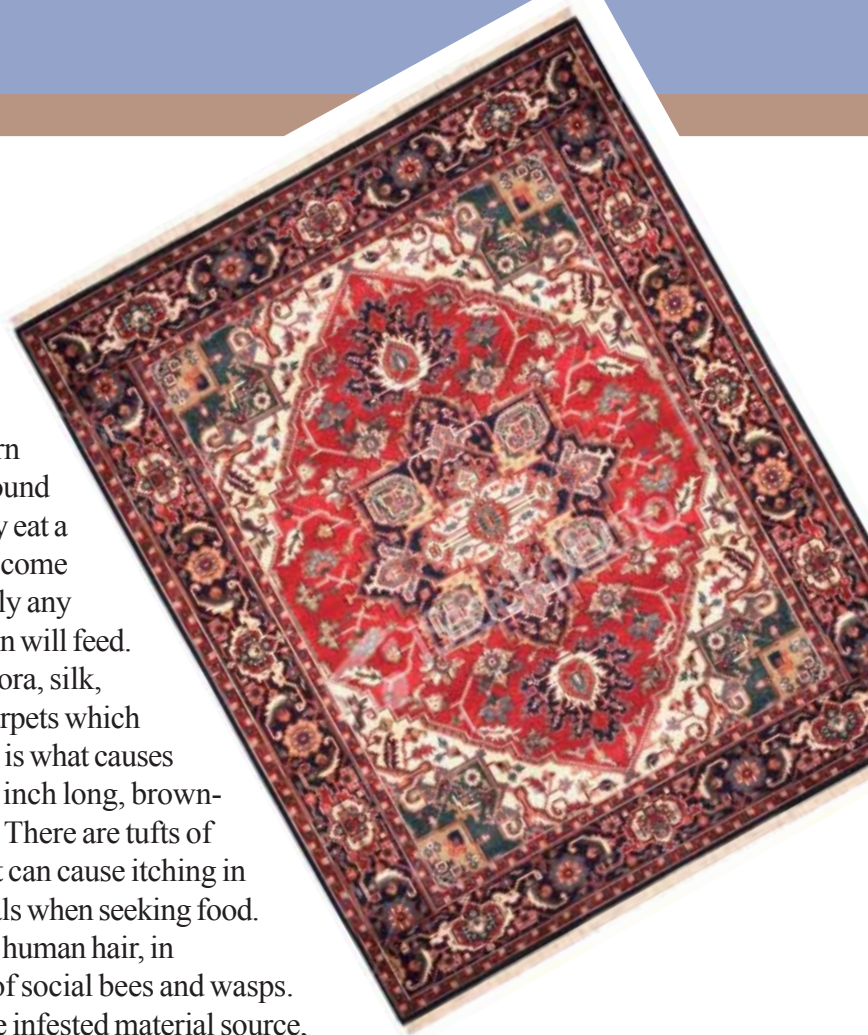 rn
ound
y eat a
come
ly any
n will feed.
ora, silk,
rpets which
is what causes
inch long, brown-
There are tufts of
t can cause itching in
ls when seeking food.
human hair, in
of social bees and wasps.
e infested material source,